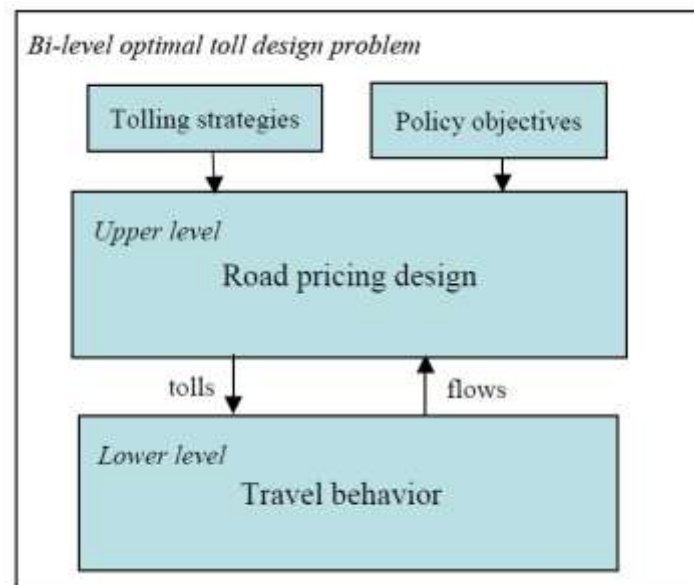 Bi-level optimal toll design problem
Tolling strategies
Policy objectives
Upper level
Road pricing design
tolls
flows
Lower level
Travel behavior